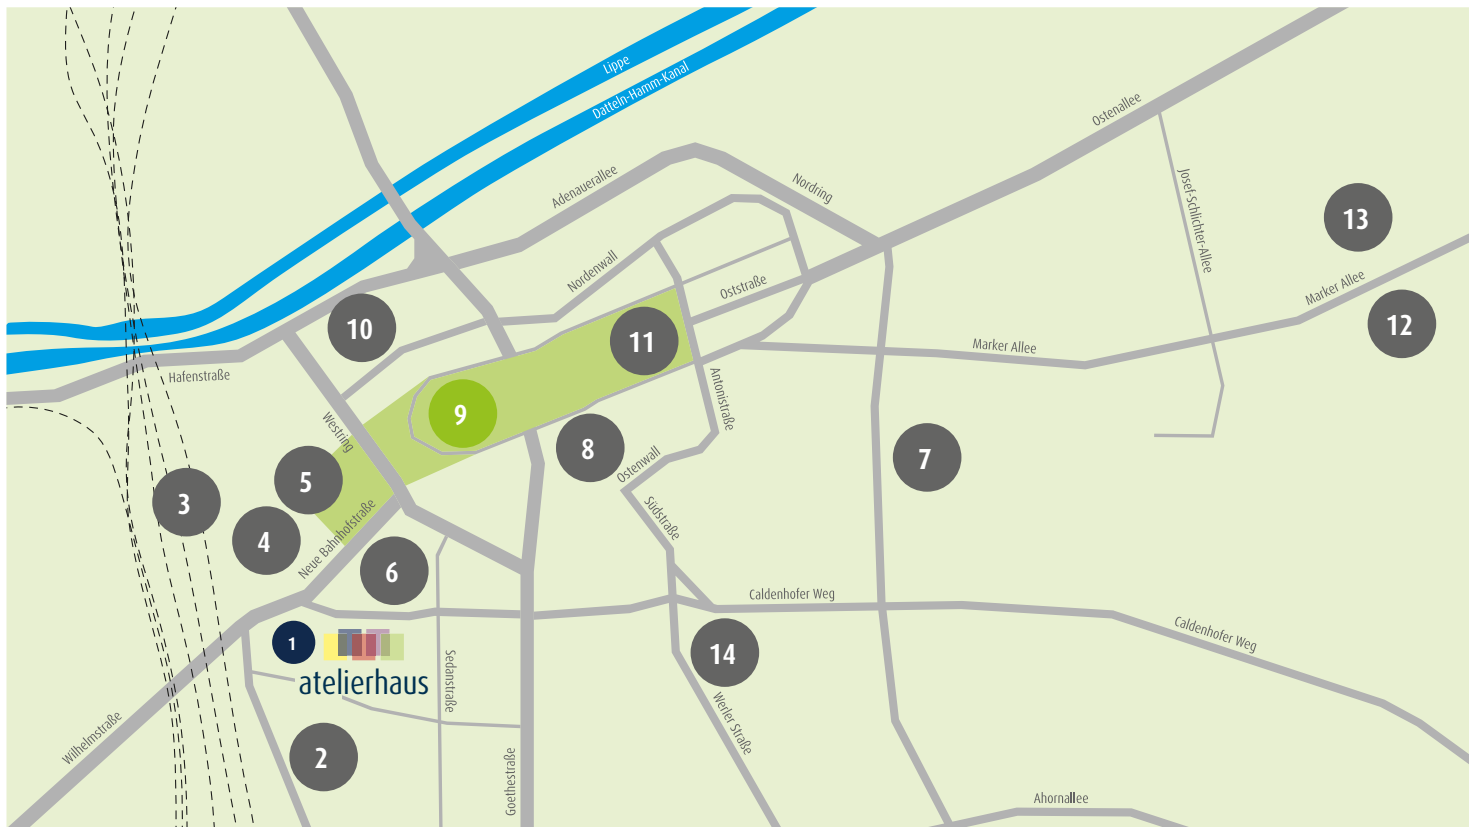 Lippe
Datteln-Hamm-Kanal
Ostenallee
Adenauerallee
Nordring
Josef-Schlichter-Allee
13
Nordenwall
Oststraße
Marker Allee
10
11
12
Hafenstraße
Marker Allee
Antonistraße
Westring
9
8
7
Ostenwall
5
3
Südstraße
4
Neue Bahnhofstraße
6
Caldenhofer Weg
Caldenhofer Weg
1
atelierhaus
Sedanstraße
14
Wilhelmstraße
Werler Straße
2
Goethestraße
Ahornallee